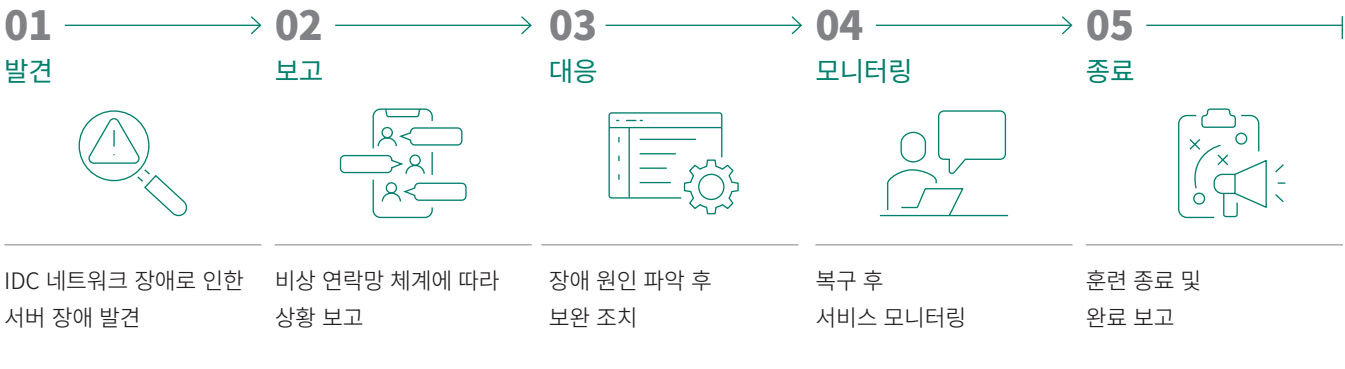 01
발견
IDC 네트워크 장애로 인한
서버 장애 발견
02
보고
비상 연락망 체계에 따라
상황 보고
03
대응
장애 원인 파악 후
보완 조치
04
모니터링
복구 후
서비스 모니터링
05
종료
훈련 종료 및
완료 보고